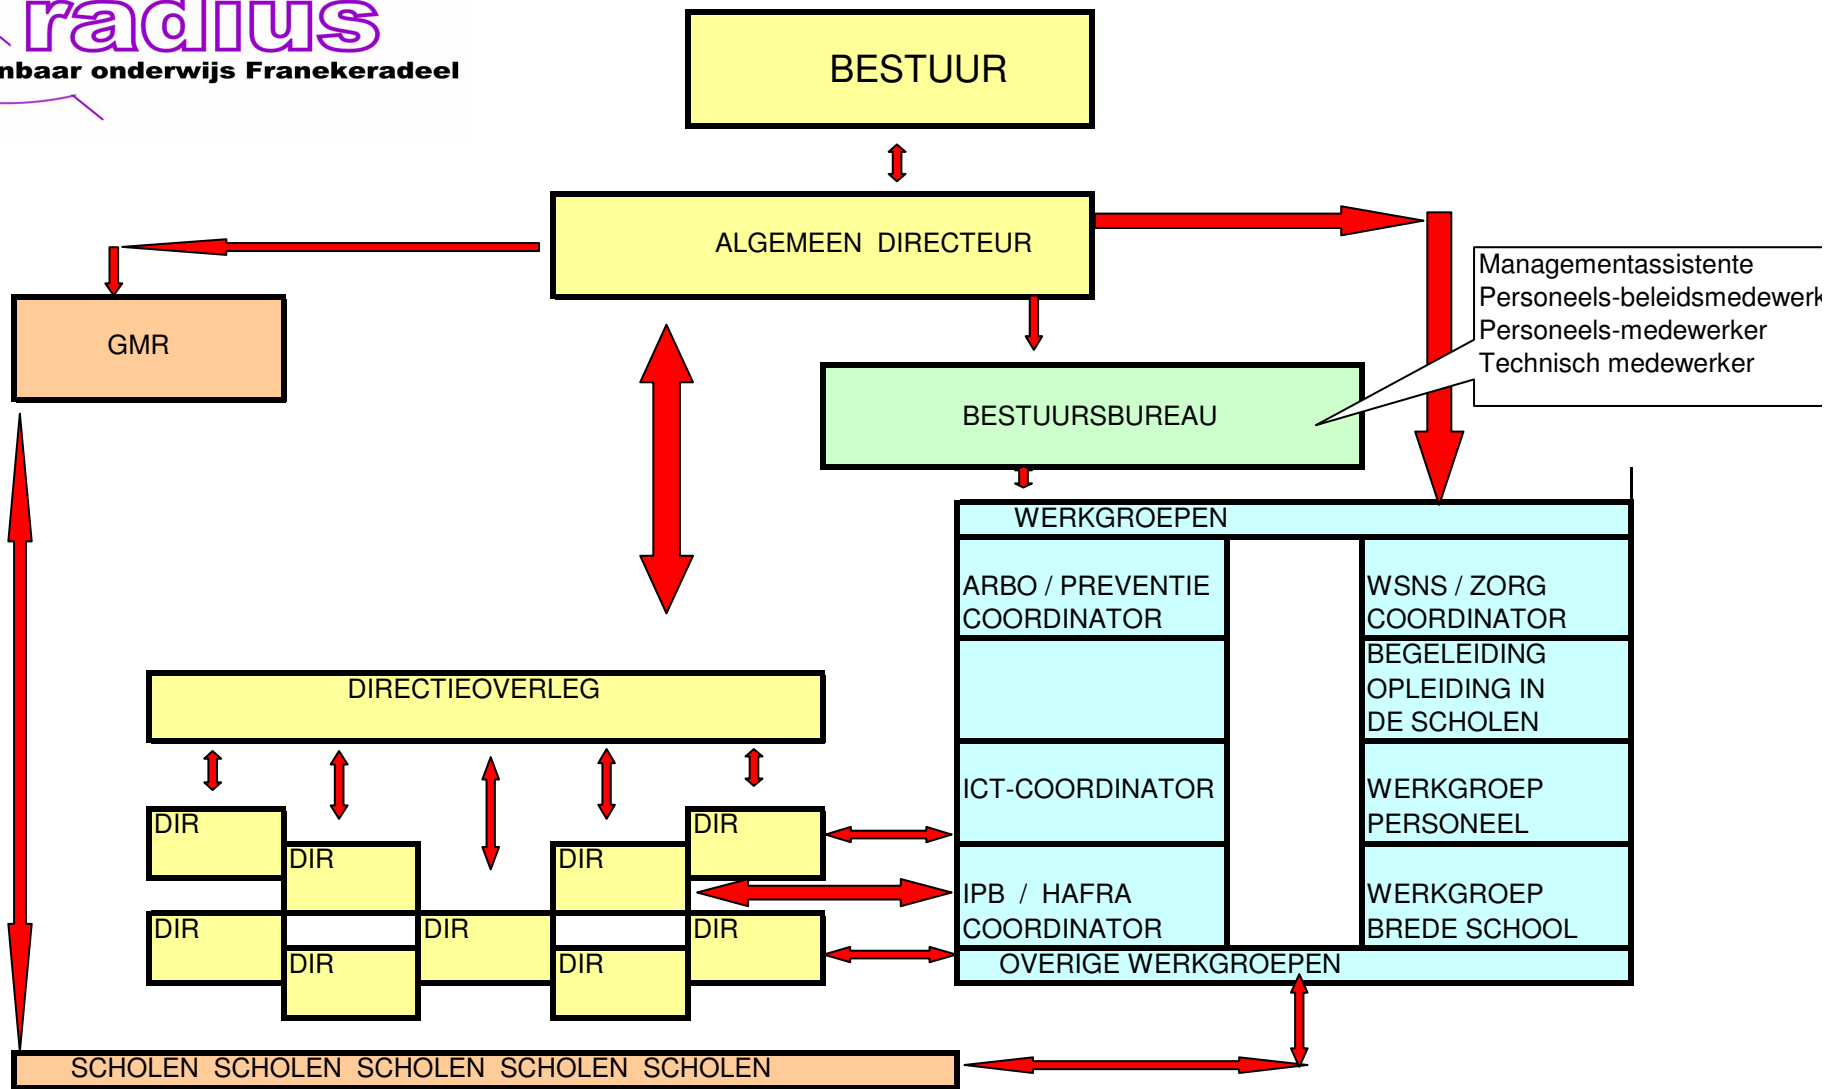 radius
nbaar onderwijs Franekeradeel
BESTUUR
ALGEMEEN DIRECTEUR
Managementassistente
Personeels-beleidsmedewerk
Personeels-medewerker
Technisch medewerker
GMR
BESTUURSBUREAU
WERKGROEPEN
ARBO / PREVENTIE
COORDINATOR
WSNS / ZORG
COORDINATOR
BEGELEIDING
OPLEIDING IN
DE SCHOLEN
DIRECTIEOVERLEG
ICT-COORDINATOR
WERKGROEP
PERSONEEL
DIR
DIR
DIR
DIR
IPB / HAFRA
COORDINATOR
WERKGROEP
BREDE SCHOOL
DIR
DIR
DIR
DIR
DIR
OVERIGE WERKGROEPEN
SCHOLEN SCHOLEN SCHOLEN SCHOLEN SCHOLEN